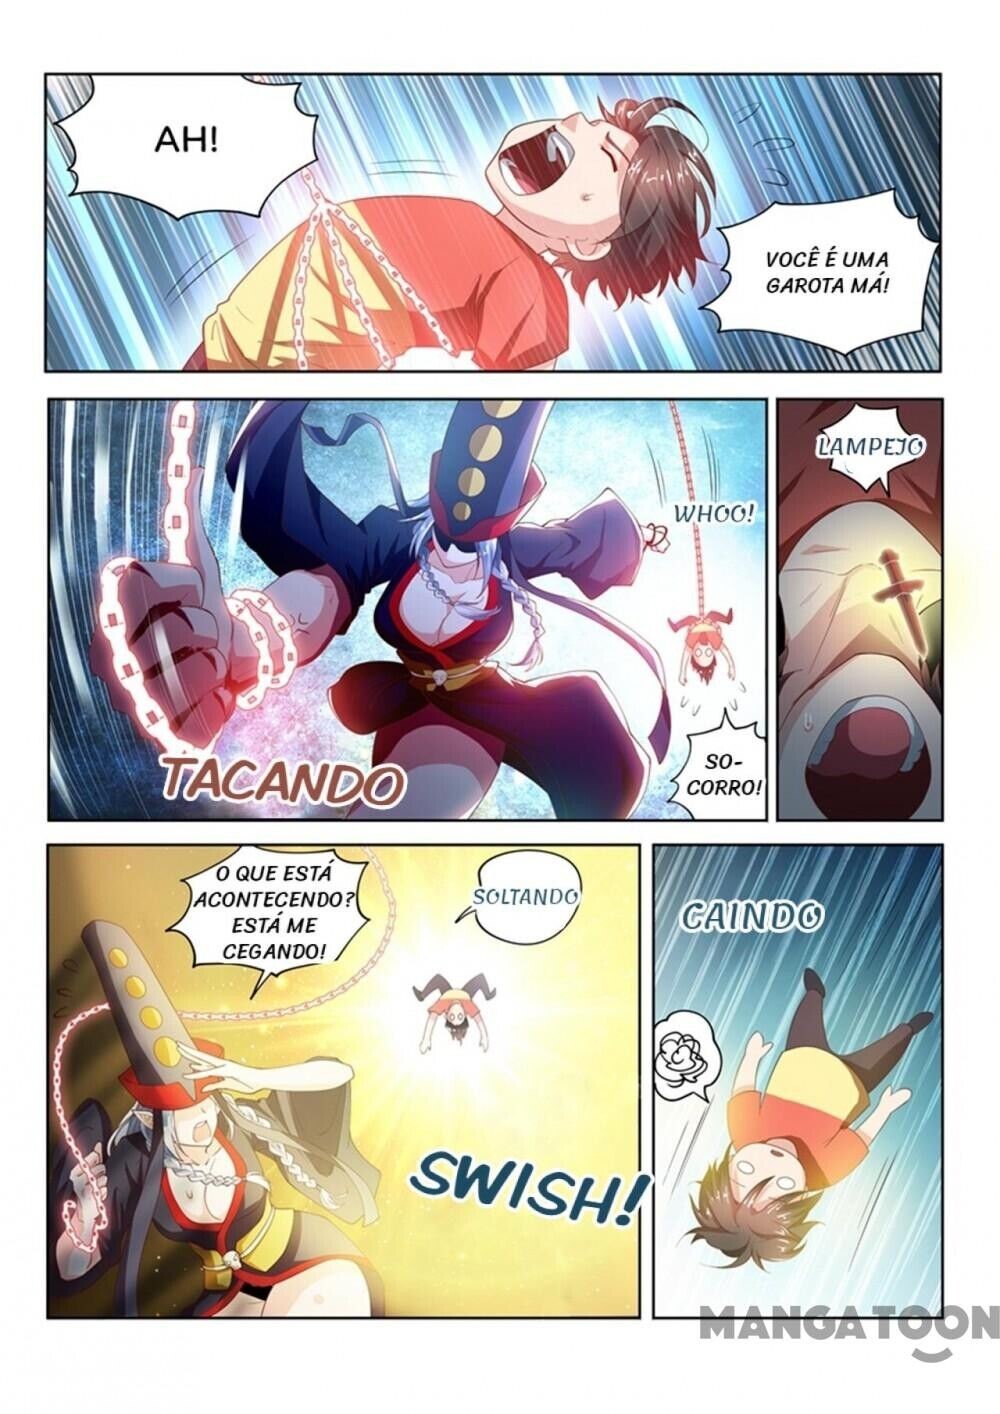 AH!
VOCÊ É UMA
GAROTA MÁ!
WHOO!
TACANDO
SO-
CORRO!
LAMPEJO
O QUE ESTÁ
ACONTECENDO?
ESTÁ ME
CEGANDO!
SOLTANDO
SWISH!
CAINDO
MANGATOON